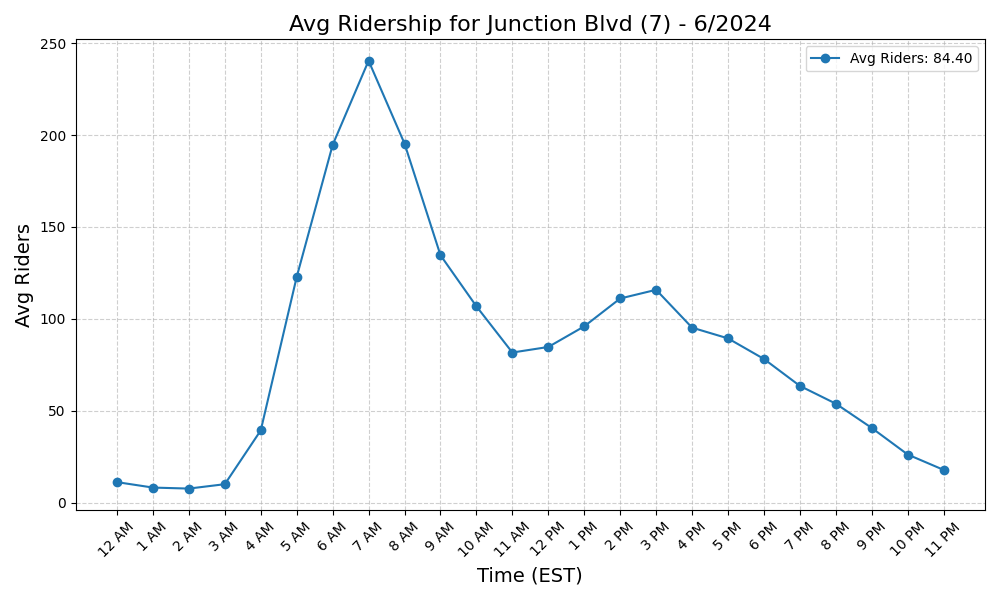 Avg Ridership for Junction Blvd (7) - 6/2024
Avg Riders: 84.40
Avg Riders
250
200
150
100
50
0
12 AM
1 AM
2 AM
3 AM
4 AM
5 AM
6 AM
7 AM
8 AM
9 AM
10 AM
11 AM
12 PM
1 PM
2 PM
3 PM
4 PM
5 PM
6 PM
7 PM
8 PM
9 PM
10 PM
11 PM
Time (EST)